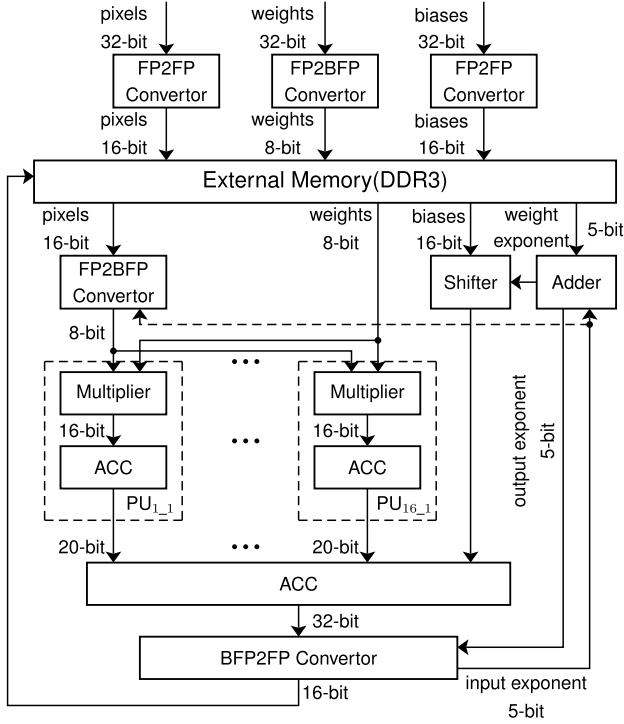 pixels weights biases
32-bit 32-bit 32-bit
FP2FP FP2BFP FP2FP
Convertor Convertor Convertor
pixels weights biases
16-bit 8-bit 16-bit
External Memory(DDR3)
pixels weights biases weight
16-bit 8-bit 16-bit exponent 5-bit
FP2BFP
Convertor
Shifter Adder
8-bit
...
Multiplier Multiplier
16-bit ... 16-bit
ACC ACC
PU1_1 PU16_1
output exponent
5-bit
20-bit ... 20-bit
ACC
32-bit
BFP2FP Convertor
16-bit
input exponent
5-bit